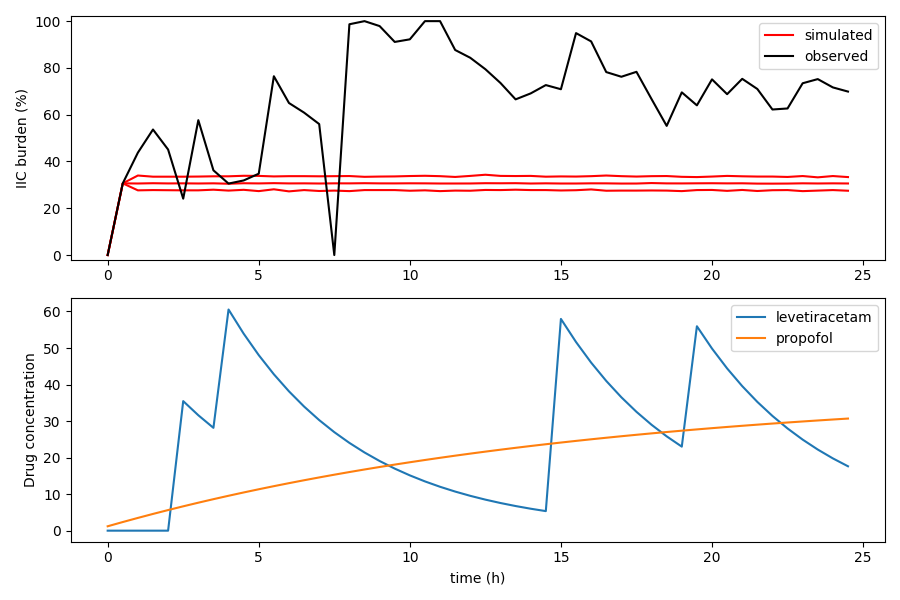 100
80
60
40
20
0
IIC burden (%)
simulated
observed
0 5 10 15 20 25
60
50
40
30
20
10
0
Drug concentration
levetiracetam
propofol
0 5 10 15 20 25
time (h)